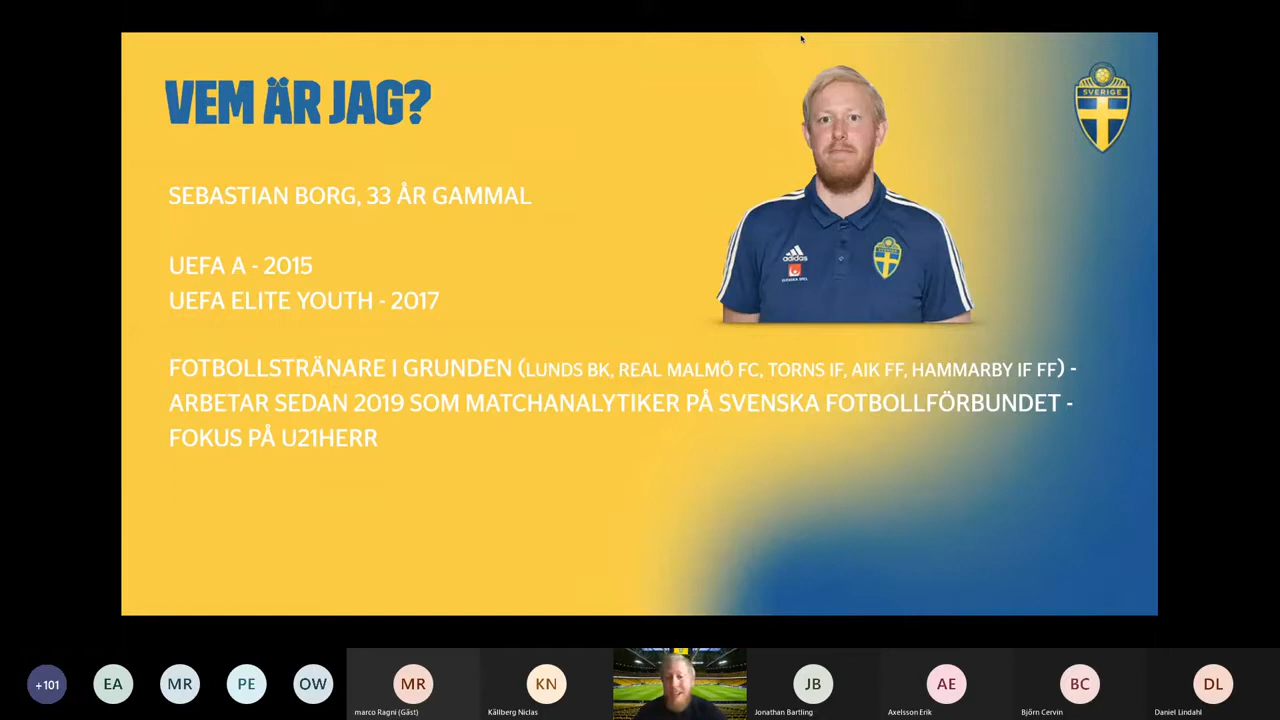 VEM ÄR JAG?
SVERIGE
SEBASTIAN BORG, 33 ÅR GAMMAL
UEFA A - 2015
UEFA ELITE YOUTH - 2017
adidas
SVENSKA SPEL
FOTBOLLSTRÄNARE I GRUNDEN (LUNDS BK, REAL MALMÖ FC, TORNS IF, AIK FF, HAMMARBY IF FF) -
ARBETAR SEDAN 2019 SOM MATCHANALYTIKER PÅ SVENSKA FOTBOLLFÖRBUNDET -
FOKUS PÅ U21HERR
+101 EA MR PE OW MR KN JB AE BC DL
marco Ragni (Gäst) Källberg Niclas Jonathan Bartling Axelsson Erik Björn Cervin Daniel Lindahl